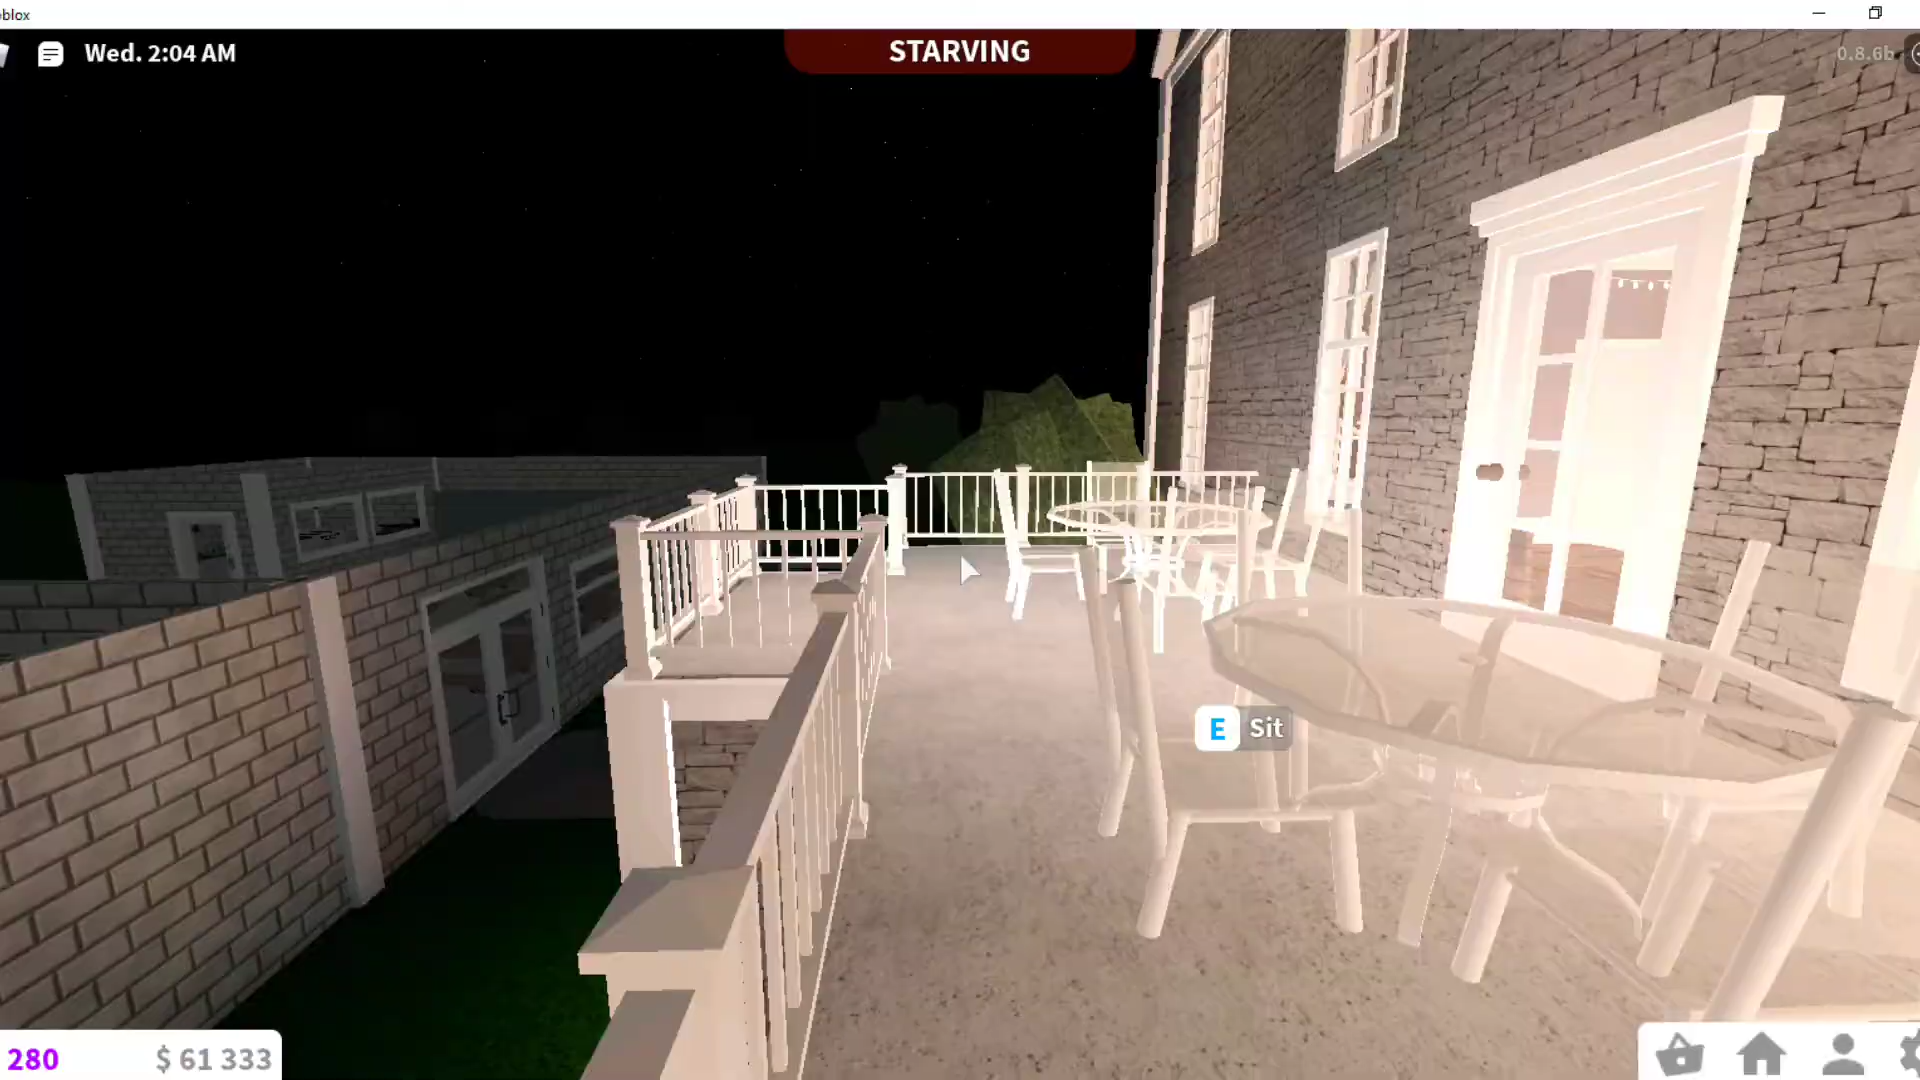 blox
Wed. 2:04 AM
STARVING
0.8.6b
E Sit
280
$ 61 333